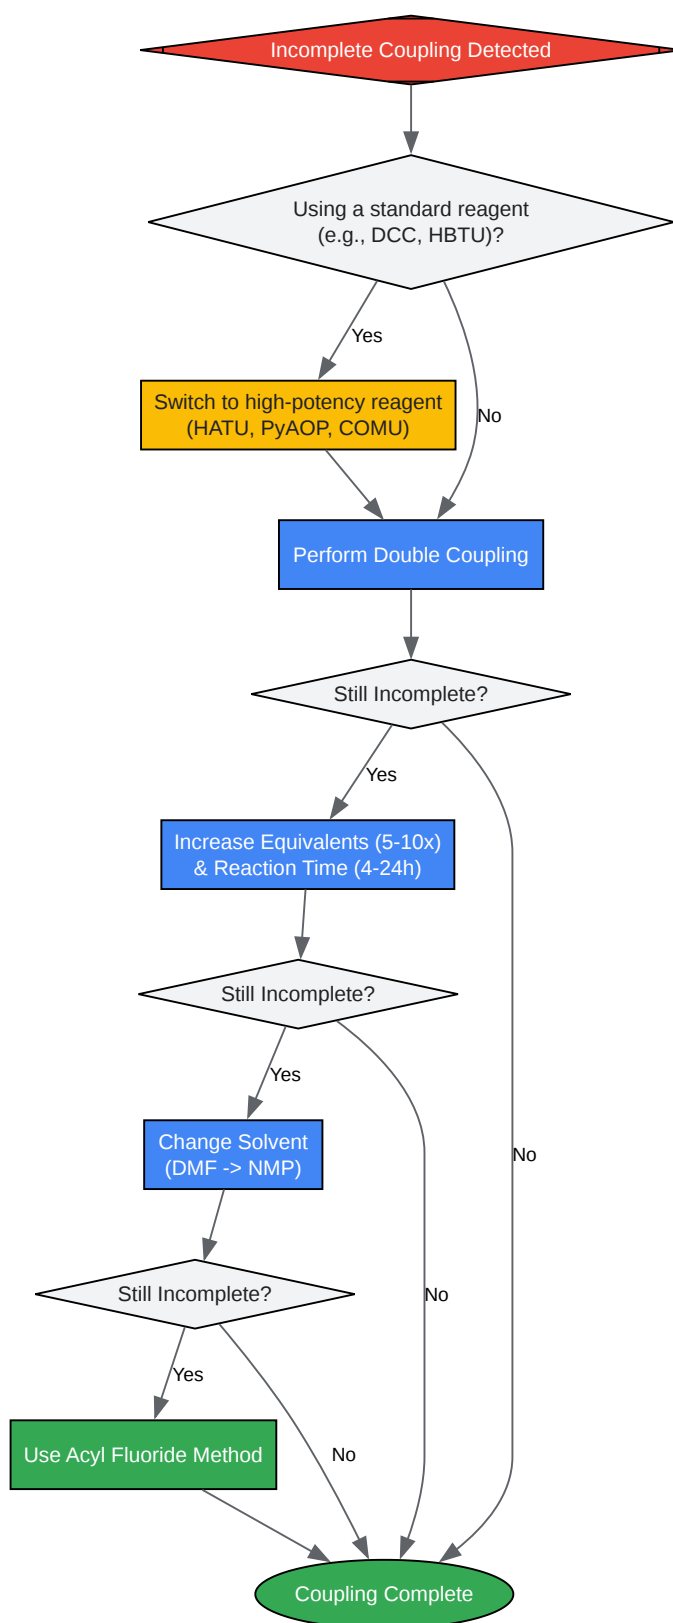 Incomplete Coupling Detected
Using a standard reagent
(e.g., DCC, HBTU)?
Yes
Switch to high-potency reagent
(HATU, PyAOP, COMU)
No
Perform Double Coupling
Still Incomplete?
Yes
Increase Equivalents (5-10x)
& Reaction Time (4-24h)
Still Incomplete?
Yes
Change Solvent
(DMF -> NMP)
No
Still Incomplete?
No
Yes
Use Acyl Fluoride Method
No
Coupling Complete